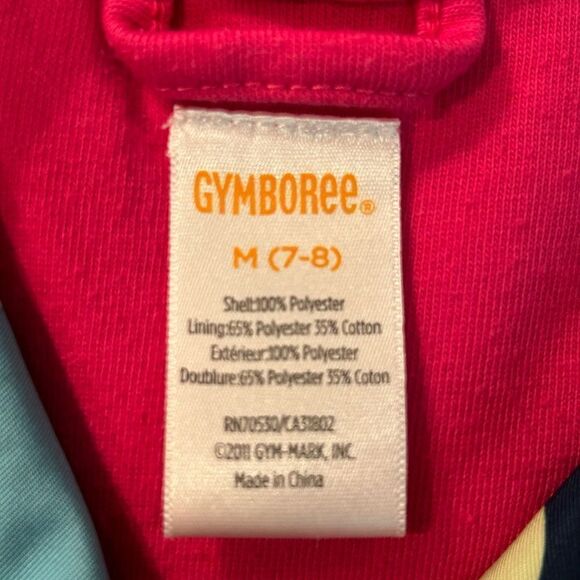 GYMBOREE®
M (7-8)
Shell:100% Polyester
Lining:65% Polyester 35% Cotton
Extérieur:100% Polyester
Doublure:65% Polyester 35% Coton
RN70530/CA31802
©2011 GYM-MARK, INC.
Made in China